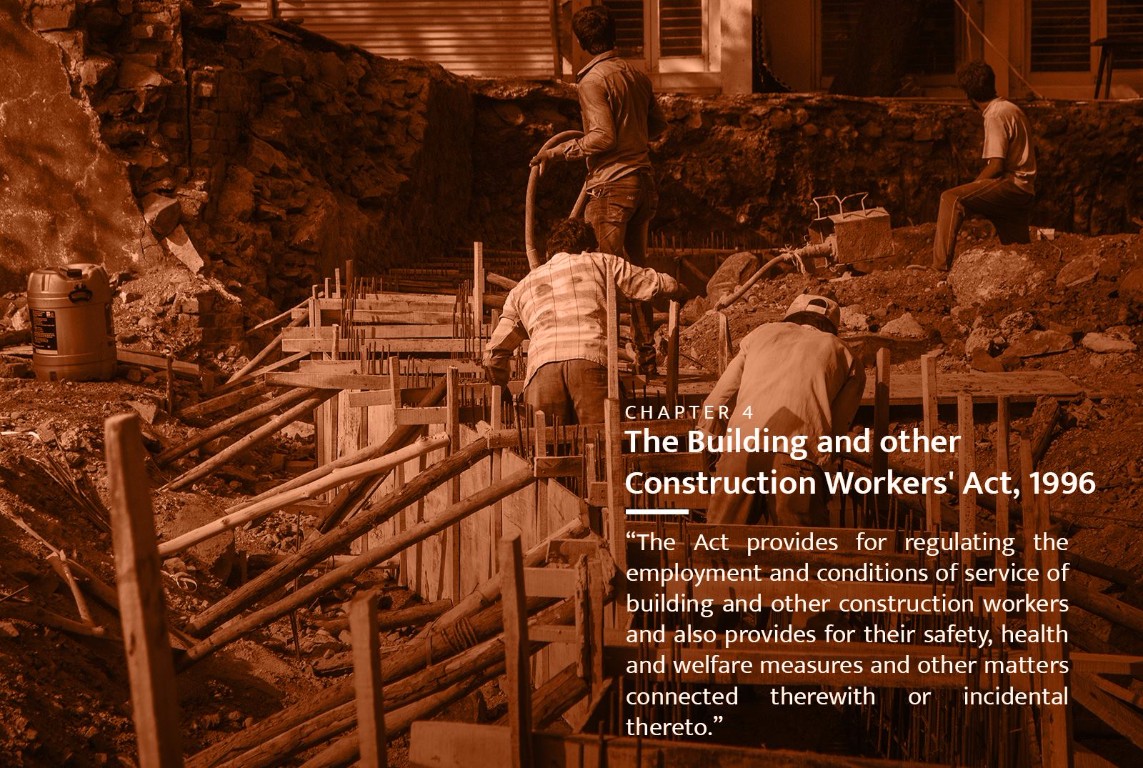 CHAPTER 4
The Building and other
Construction Workers' Act, 1996
“The Act provides for regulating the
employment and conditions of service of
building and other construction workers
and also provides for their safety, health
and welfare measures and other matters
connected therewith or incidental
thereto.”